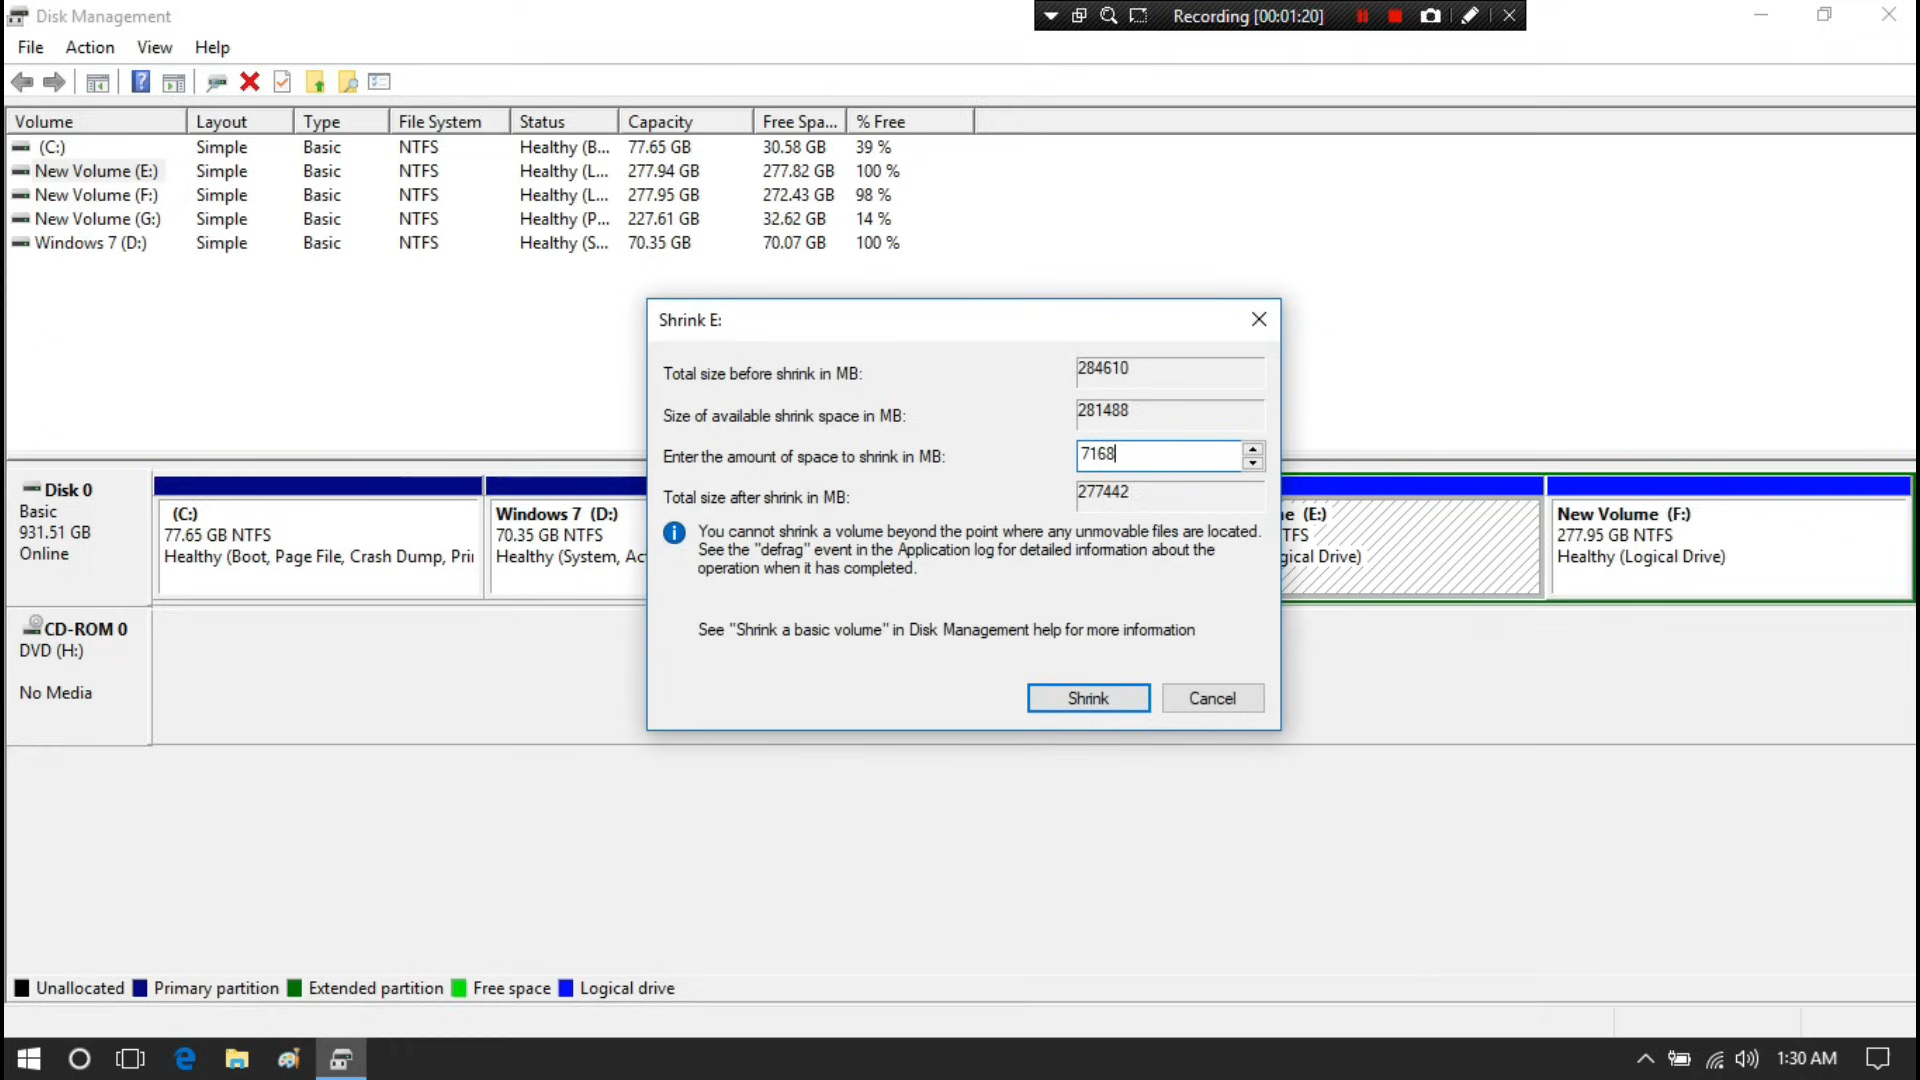 Disk Management
Recording [00:01:20]
File Action View Help
Volume Layout Type File System Status Capacity Free Spa... % Free
(C:) Simple Basic NTFS Healthy (B... 77.65 GB 30.58 GB 39 %
New Volume (E:) Simple Basic NTFS Healthy (L... 277.94 GB 277.82 GB 100 %
New Volume (F:) Simple Basic NTFS Healthy (L... 277.95 GB 272.43 GB 98 %
New Volume (G:) Simple Basic NTFS Healthy (P... 227.61 GB 32.62 GB 14 %
Windows 7 (D:) Simple Basic NTFS Healthy (S... 70.35 GB 70.07 GB 100 %
Shrink E:
Total size before shrink in MB: 284610
Size of available shrink space in MB: 281488
Enter the amount of space to shrink in MB: 7168
Total size after shrink in MB: 277442
You cannot shrink a volume beyond the point where any unmovable files are located.
See the "defrag" event in the Application log for detailed information about the
operation when it has completed.
See "Shrink a basic volume" in Disk Management help for more information
Shrink Cancel
Disk 0
Basic
931.51 GB
Online
(C:)
77.65 GB NTFS
Healthy (Boot, Page File, Crash Dump, Pri
Windows 7 (D:)
70.35 GB NTFS
Healthy (System, Ac
e (E:)
TFS
gical Drive)
New Volume (F:)
277.95 GB NTFS
Healthy (Logical Drive)
CD-ROM 0
DVD (H:)
No Media
Unallocated Primary partition Extended partition Free space Logical drive
1:30 AM